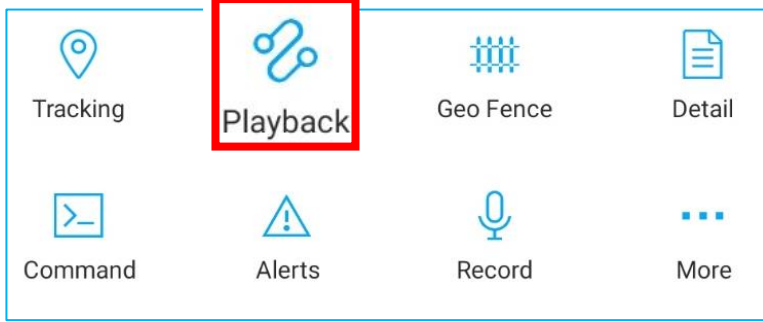 Tracking
Playback
Geo Fence
Detail
Command
Alerts
Record
More